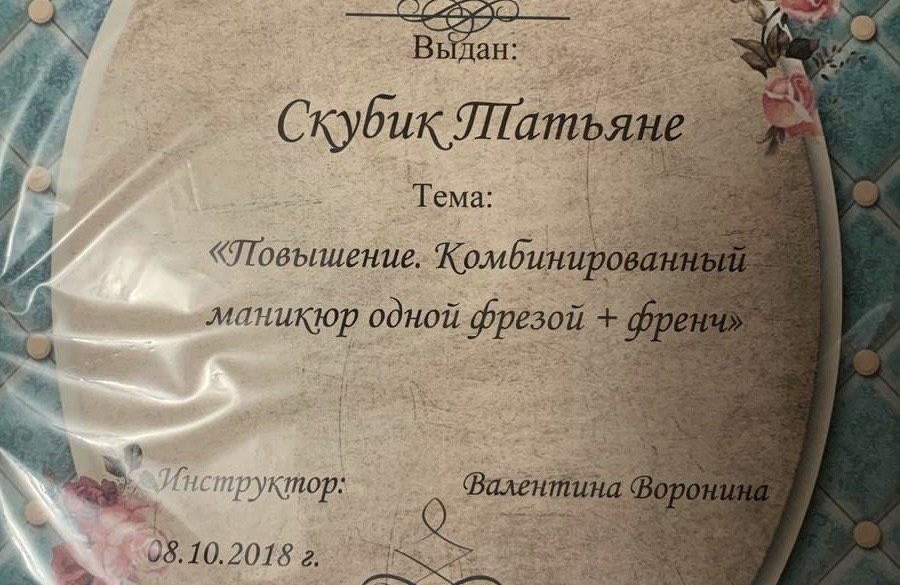 Выдан:
Скубик Татьяне
Тема:
«Повышение. Комбинированный
маникюр одной фрезой + френч»
Инструктор: Валентина Воронина
08.10.2018 г.